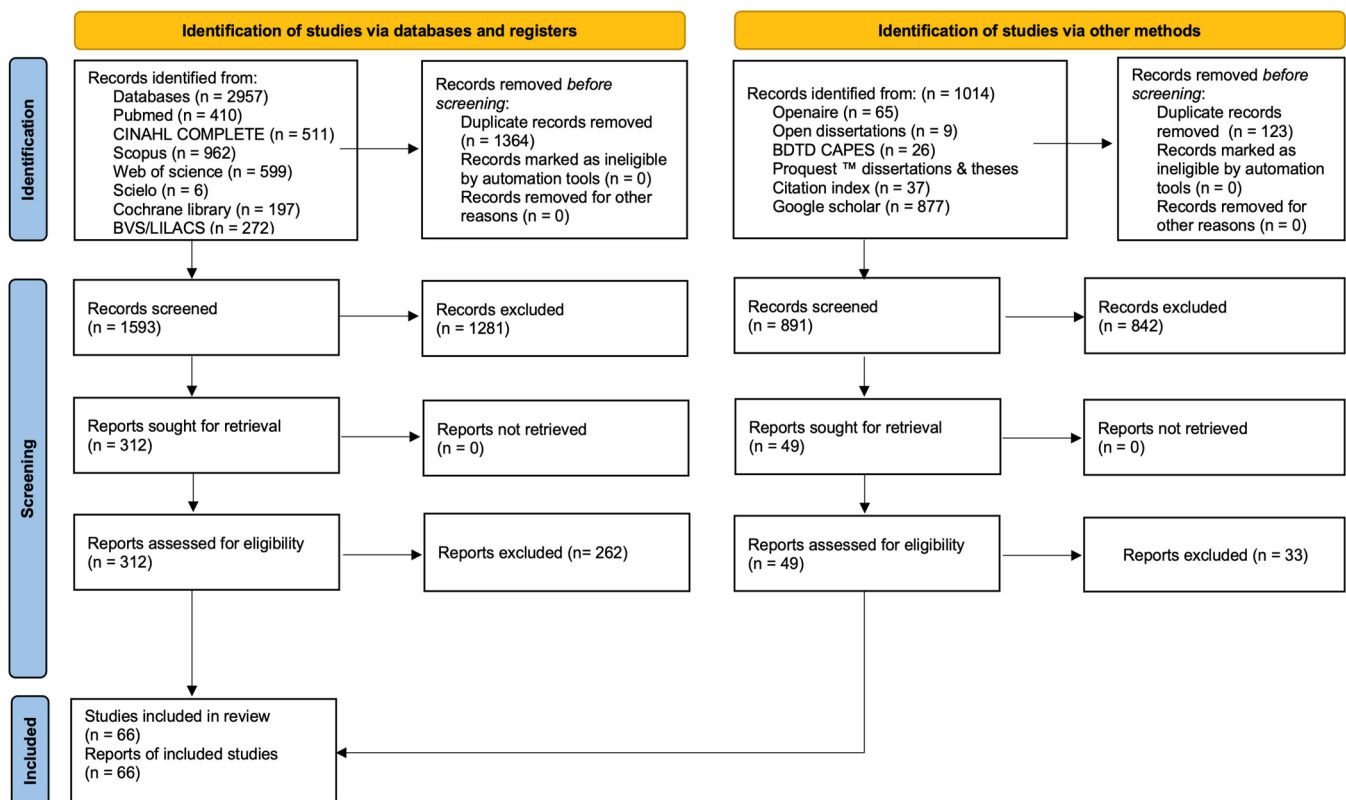 Identification of studies via databases and registers
Identification of studies via other methods
Identification
Records identified from:
Databases (n = 2957)
Pubmed (n = 410)
CINAHL COMPLETE (n = 511)
Scopus (n = 962)
Web of science (n = 599)
Scielo (n = 6)
Cochrane library (n = 197)
BVS/LILACS (n = 272)
Records removed before
screening:
Duplicate records removed
(n = 1364)
Records marked as ineligible
by automation tools (n = 0)
Records removed for other
reasons (n = 0)
Records identified from: (n = 1014)
Openaire (n = 65)
Open dissertations (n = 9)
BDTD CAPES (n = 26)
Proquest ™ dissertations & theses
Citation index (n = 37)
Google scholar (n = 877)
Records removed before
screening:
Duplicate records
removed (n = 123)
Records marked as
ineligible by automation
tools (n = 0)
Records removed for
other reasons (n = 0)
Screening
Records screened
(n = 1593)
Records excluded
(n = 1281)
Records screened
(n = 891)
Records excluded
(n = 842)
Reports sought for retrieval
(n = 312)
Reports not retrieved
(n = 0)
Reports sought for retrieval
(n = 49)
Reports not retrieved
(n = 0)
Reports assessed for eligibility
(n = 312)
Reports excluded (n= 262)
Reports assessed for eligibility
(n = 49)
Reports excluded (n = 33)
Included
Studies included in review
(n = 66)
Reports of included studies
(n = 66)